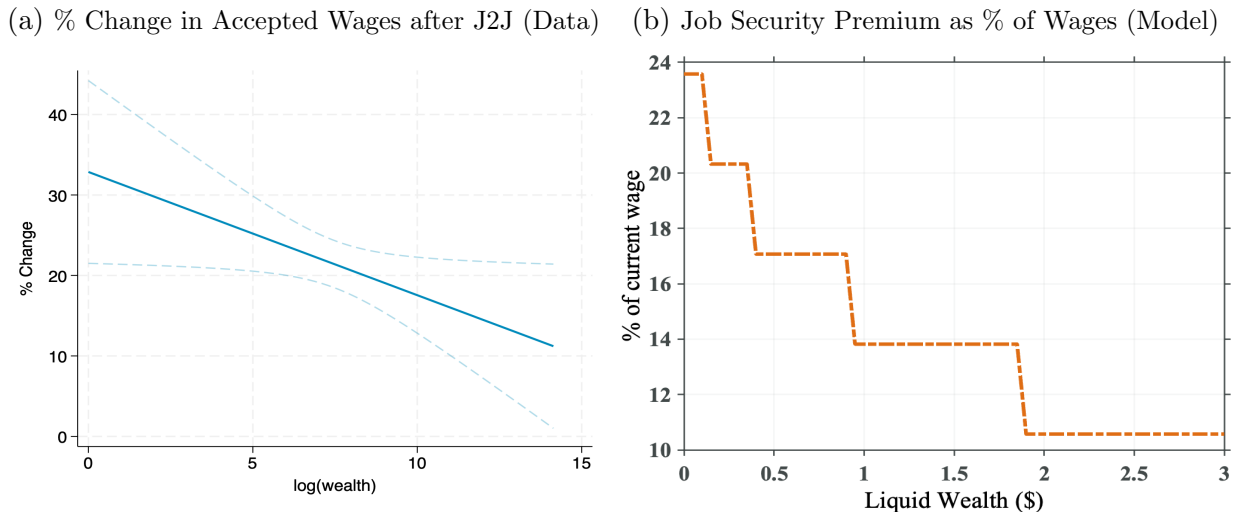 (a) % Change in Accepted Wages after J2J (Data)
(b) Job Security Premium as % of Wages (Model)
% Change
40
30
20
10
0
0 5 10 15
log(wealth)
% of current wage
24
22
20
18
16
14
12
10
0 0.5 1 1.5 2 2.5 3
Liquid Wealth ($)